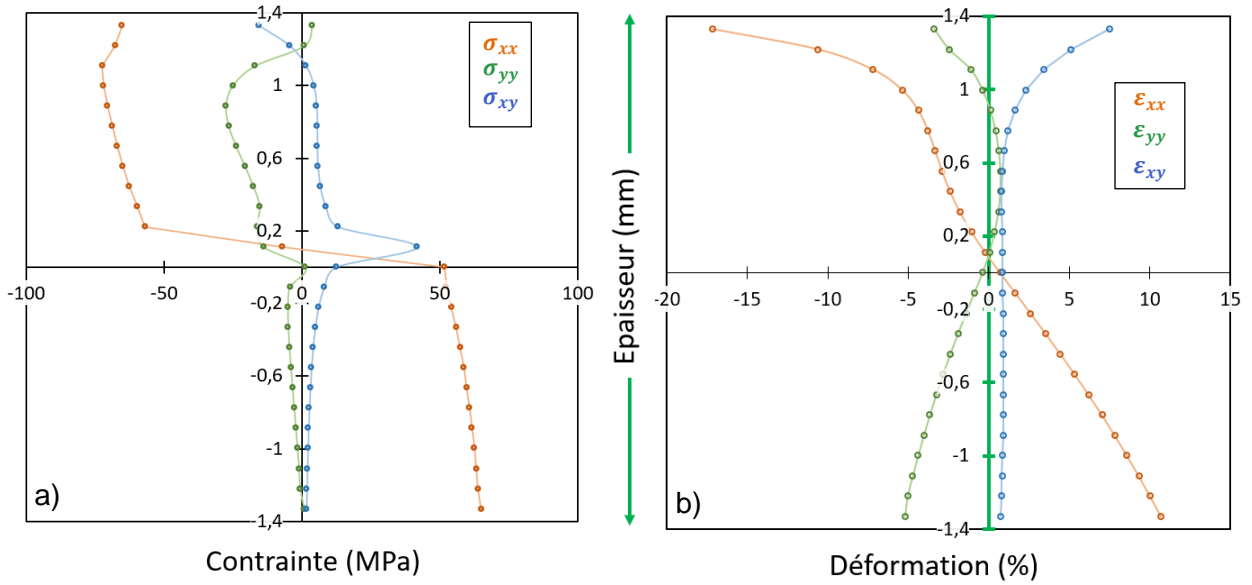 1,4
1
0,6
0,2
-0,2
-0,6
-1
-1,4
-100
-50
0
50
100
σxx
σyy
σxy
a)
Contrainte (MPa)
Epaisseur (mm)
1,4
1
0,6
0,2
-0,2
-0,6
-1
-1,4
-20
-15
-10
-5
0
5
10
15
εxx
εyy
εxy
b)
Déformation (%)